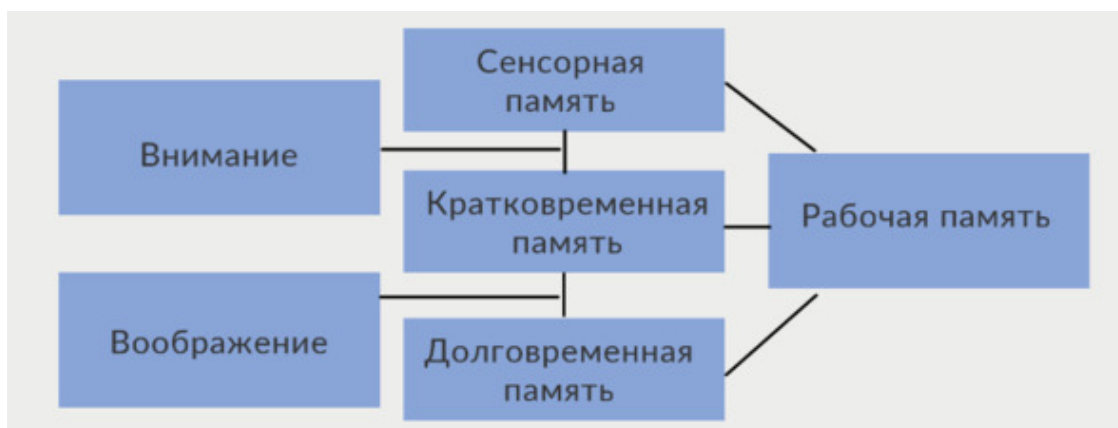 Сенсорная
память
Внимание
Кратковременная
память
Рабочая память
Воображение
Долговременная
память